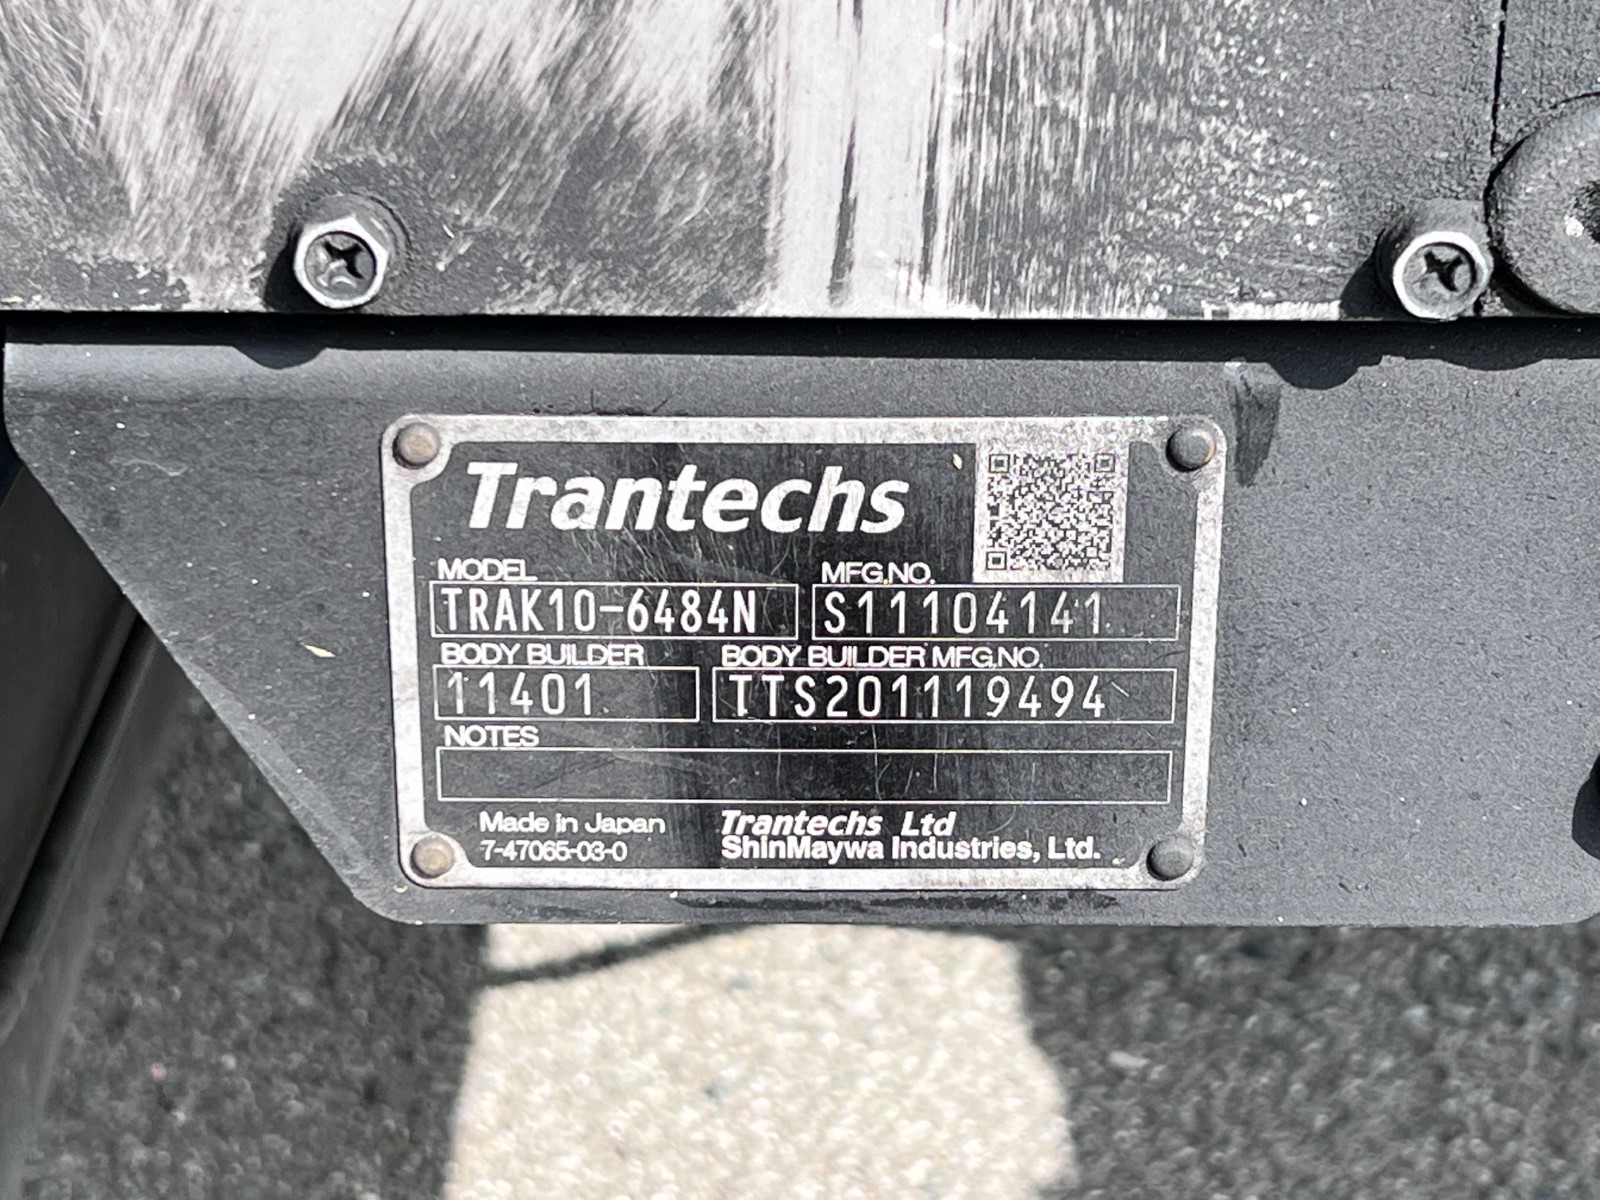 Trantechs
MODEL MFG.NO.
TRAK10-6484N S11104141
BODY BUILDER BODY BUILDER MFG.NO.
11401 TTS201119494
NOTES
Made in Japan Trantechs Ltd
7-47065-03-0 ShinMaywa Industries, Ltd.